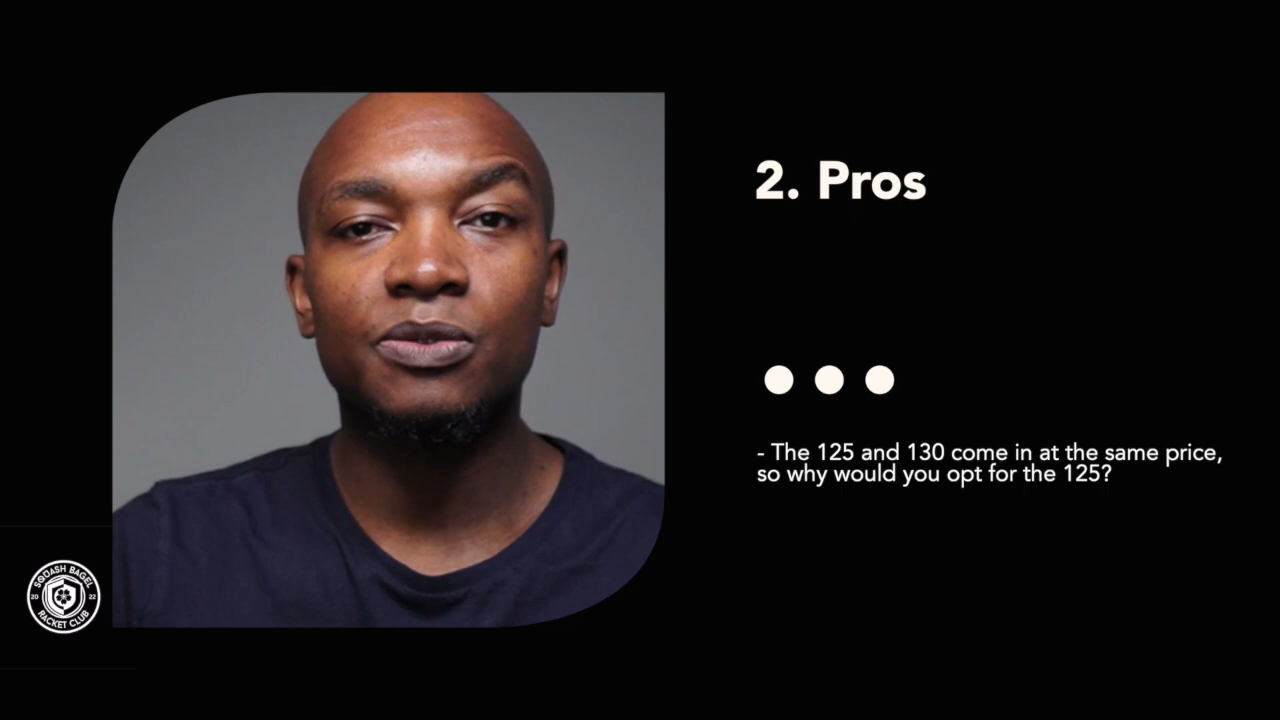 2. Pros
- The 125 and 130 come in at the same price,
so why would you opt for the 125?
SQUASH BAGEL
20 22
RACKET CLUB